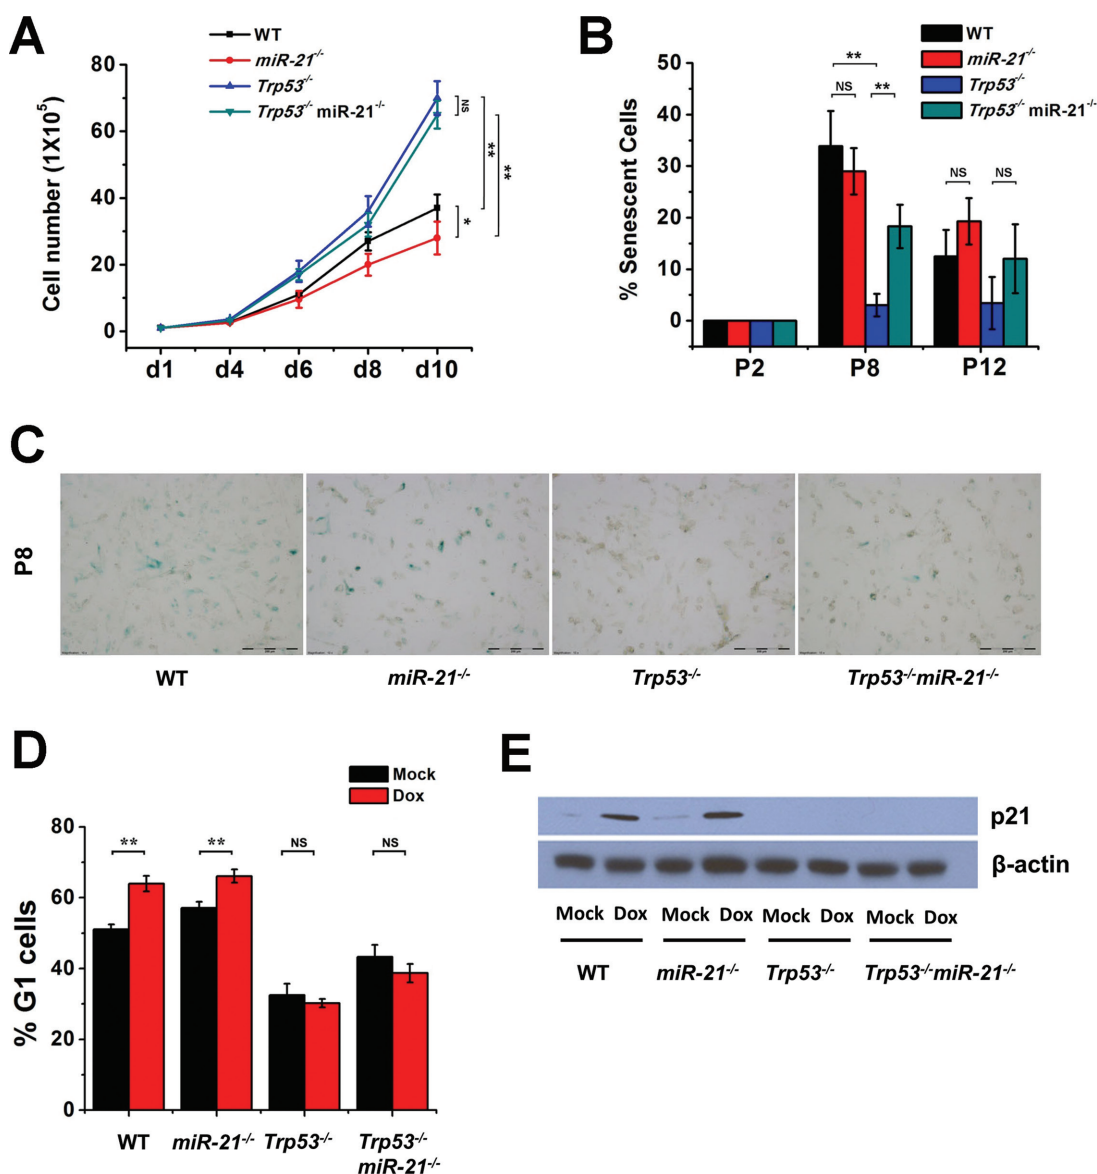 A
WT
miR-21-/-
Trp53-/-
Trp53-/- miR-21-/-
Cell number (1X10⁵)
80
60
40
20
0
d1 d4 d6 d8 d10
NS
**
**
*
B
WT
miR-21-/-
Trp53-/-
Trp53-/- miR-21-/-
% Senescent Cells
50
40
30
20
10
0
**
NS **
NS NS
P2 P8 P12
C
P8
WT miR-21-/- Trp53-/- Trp53-/-miR-21-/-
D
Mock
Dox
% G1 cells
80
60
40
20
0
** ** NS NS
WT miR-21-/- Trp53-/- Trp53-/-
miR-21-/-
E
p21
β-actin
Mock Dox Mock Dox Mock Dox Mock Dox
WT miR-21-/- Trp53-/- Trp53-/-miR-21-/-